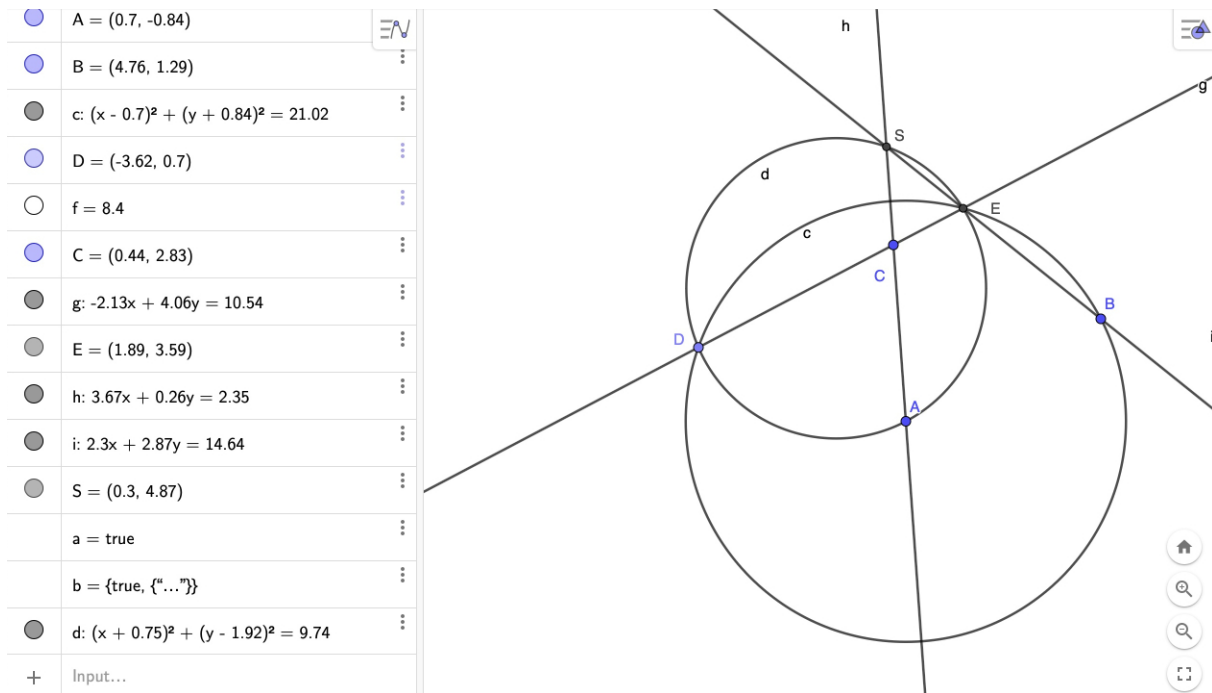 A = (0.7, -0.84)
B = (4.76, 1.29)
c: (x - 0.7)² + (y + 0.84)² = 21.02
D = (-3.62, 0.7)
f = 8.4
C = (0.44, 2.83)
g: -2.13x + 4.06y = 10.54
E = (1.89, 3.59)
h: 3.67x + 0.26y = 2.35
i: 2.3x + 2.87y = 14.64
S = (0.3, 4.87)
a = true
b = {true, {“...”}}
d: (x + 0.75)² + (y - 1.92)² = 9.74
+ Input...
h
g
S
d
E
c
C
B
i
D
A